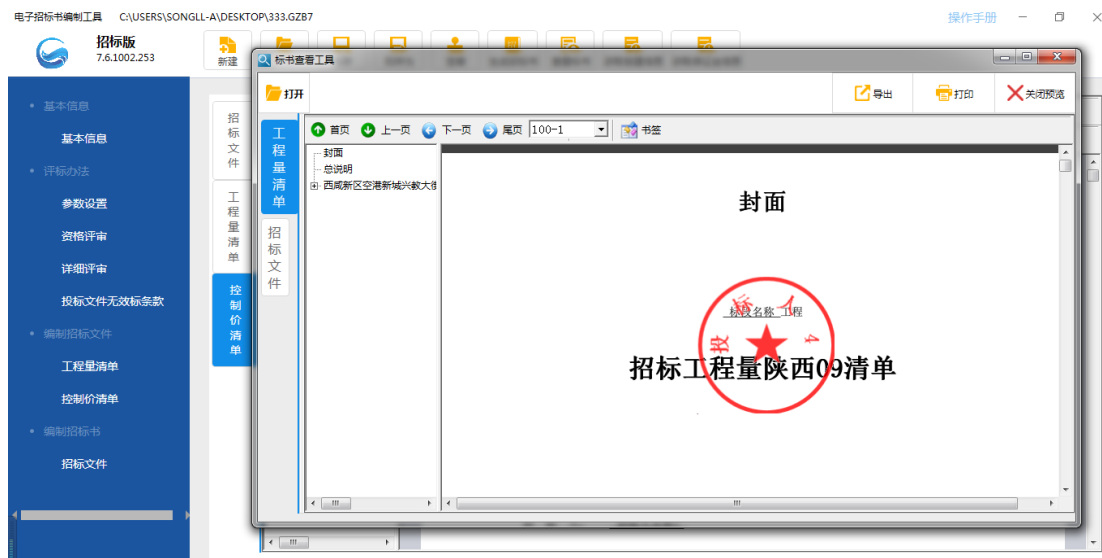 电子招标书编制工具 C:\USERS\SONGLL-A\DESKTOP\333.GZB7
操作手册
招标版
7.6.1002.253
新建
基本信息
基本信息
评标办法
参数设置
资格评审
详细评审
投标文件无效标条款
编制招标文件
工程量清单
控制价清单
编制招标书
招标文件
招标文件
工程量清单
控制价清单
标书查看工具
打开
导出
打印
关闭预览
工程量清单
招标文件
首页
上一页
下一页
尾页
100-1
书签
封面
总说明
西咸新区空港新城兴教大街
封面
标段名称 工程
投标人4
招标工程量陕西09清单